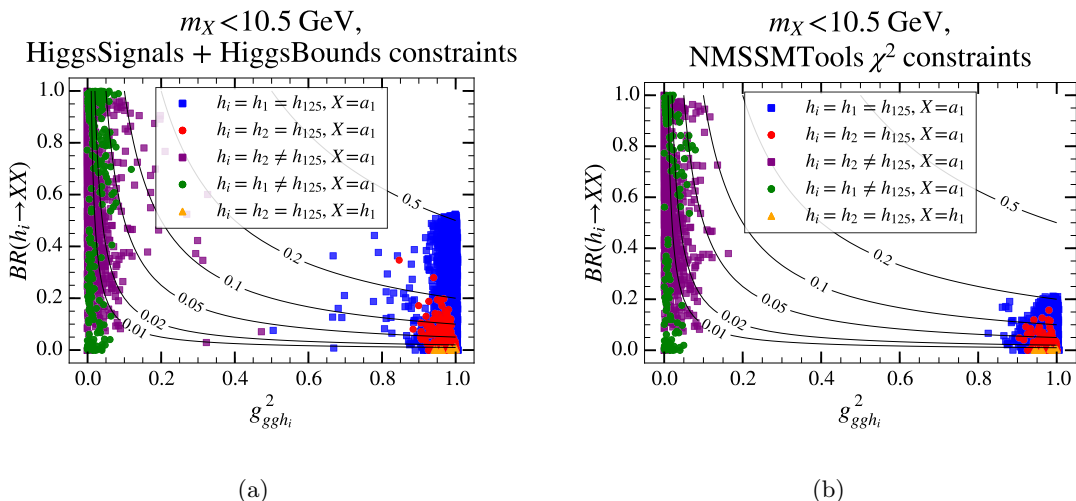 m_X < 10.5 GeV,
HiggsSignals + HiggsBounds constraints
h_i = h_1 = h_125, X=a_1
h_i = h_2 = h_125, X=a_1
h_i = h_2 ≠ h_125, X=a_1
h_i = h_1 ≠ h_125, X=a_1
h_i = h_2 = h_125, X=h_1
0.5
0.2
0.1
0.05
0.02
0.01
BR(h_i→XX)
1.0
0.8
0.6
0.4
0.2
0.0
0.0 0.2 0.4 0.6 0.8 1.0
g²_{ggh_i}
(a)
m_X < 10.5 GeV,
NMSSMTools χ² constraints
h_i = h_1 = h_125, X=a_1
h_i = h_2 = h_125, X=a_1
h_i = h_2 ≠ h_125, X=a_1
h_i = h_1 ≠ h_125, X=a_1
h_i = h_2 = h_125, X=h_1
0.5
0.2
0.1
0.05
0.02
0.01
BR(h_i→XX)
1.0
0.8
0.6
0.4
0.2
0.0
0.0 0.2 0.4 0.6 0.8 1.0
g²_{ggh_i}
(b)